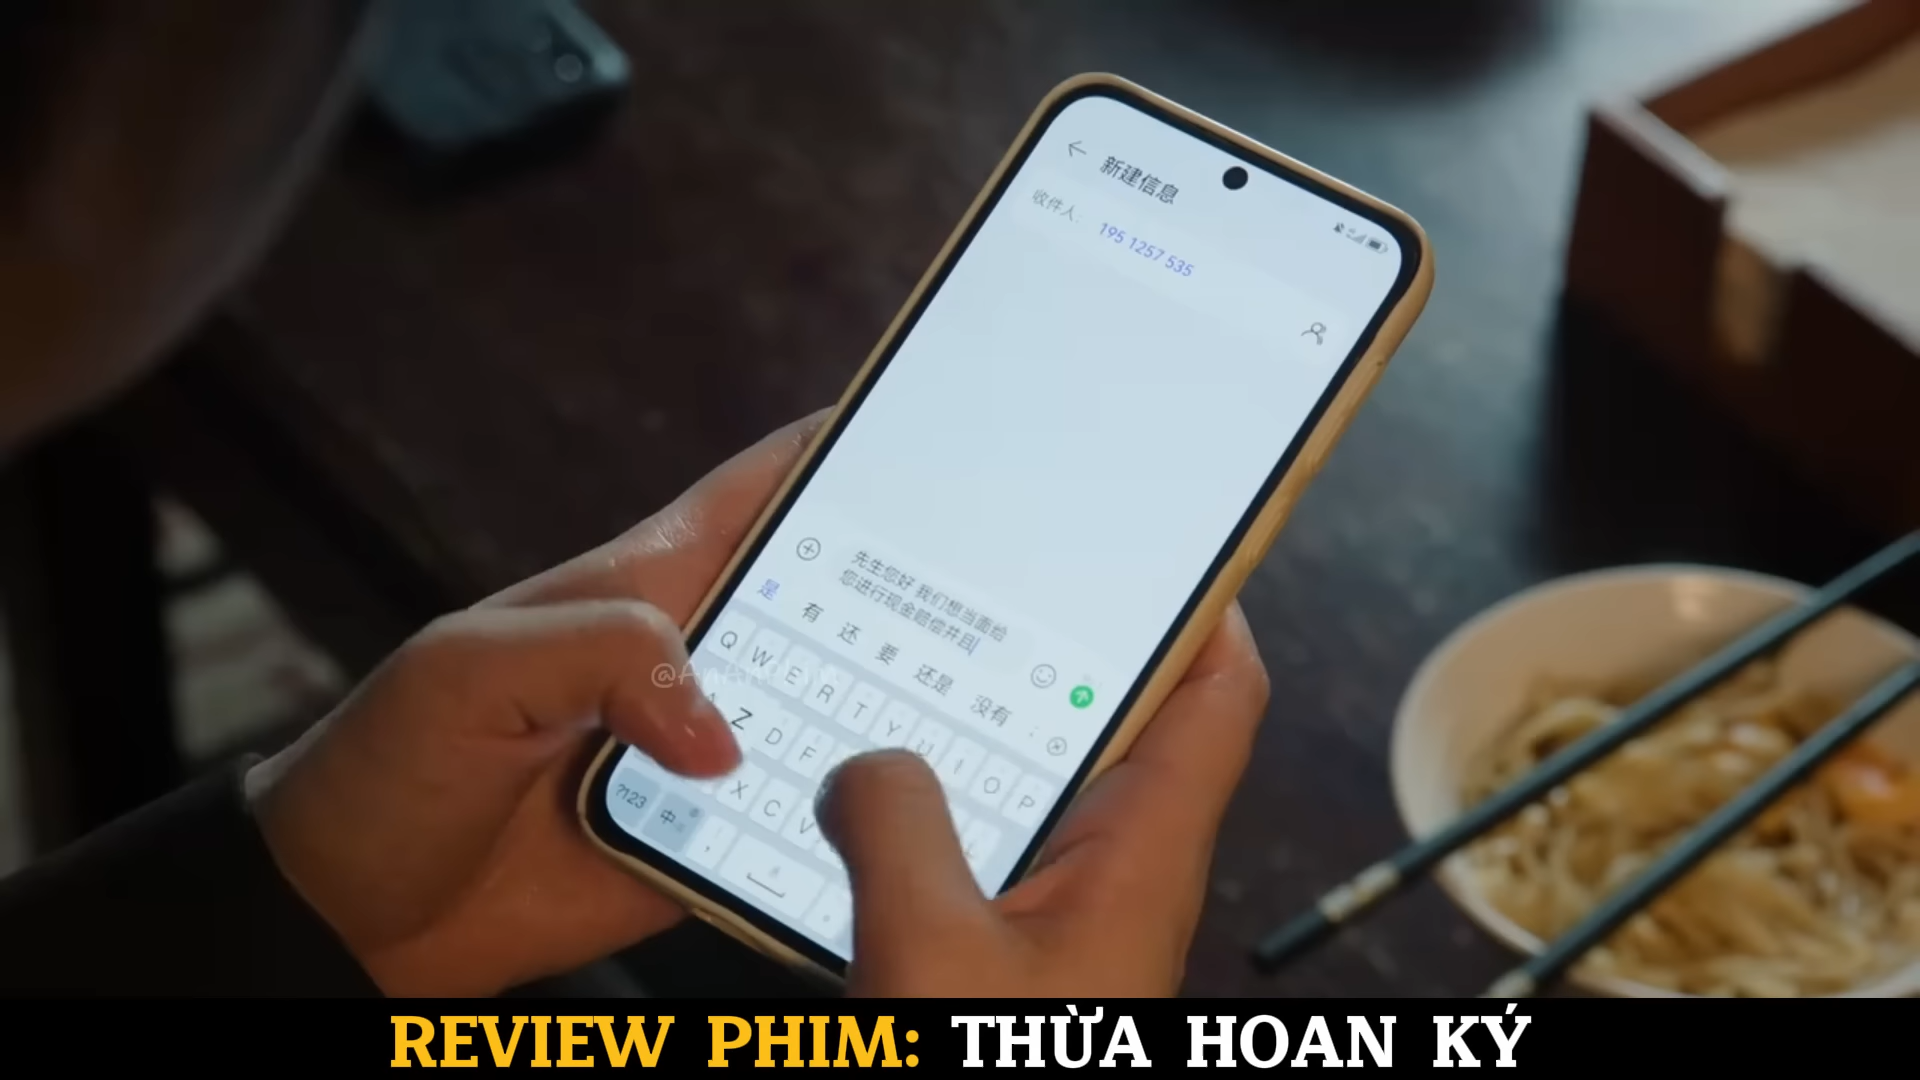 新建信息
收件人: 195 1257 535
先生您好 我们想当面给
您进行现金赔偿并且
是 有 还 要 还是 没有
Q W E R T Y U I O P
Z D F
X C V
?123 中
REVIEW PHIM: THỪA HOAN KÝ